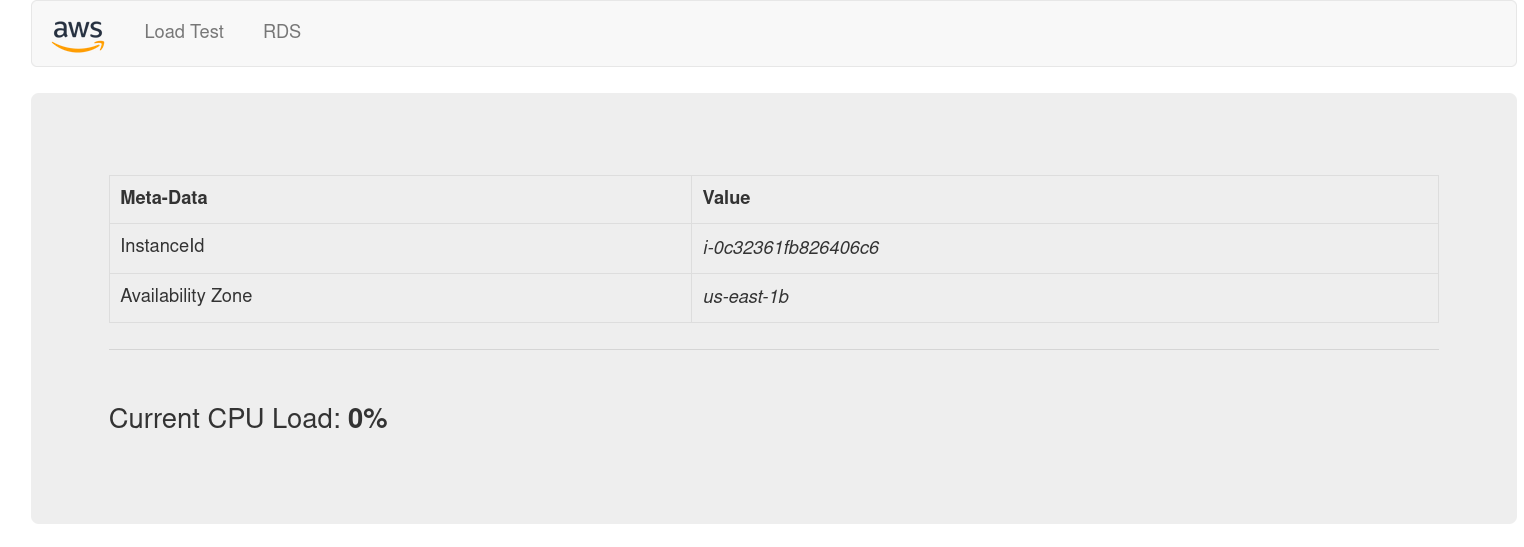 aws Load Test RDS
Meta-Data Value
InstanceId i-0c32361fb826406c6
Availability Zone us-east-1b
Current CPU Load: 0%